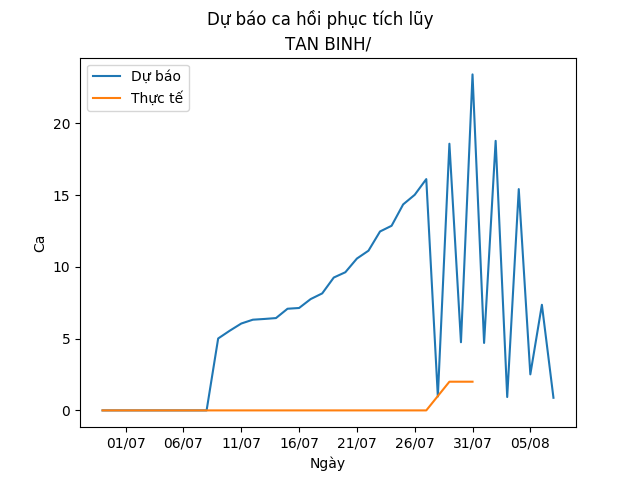 Dự báo ca hồi phục tích lũy
TAN BINH/
Dự báo
Thực tế
Ca
20
15
10
5
0
01/07 06/07 11/07 16/07 21/07 26/07 31/07 05/08
Ngày